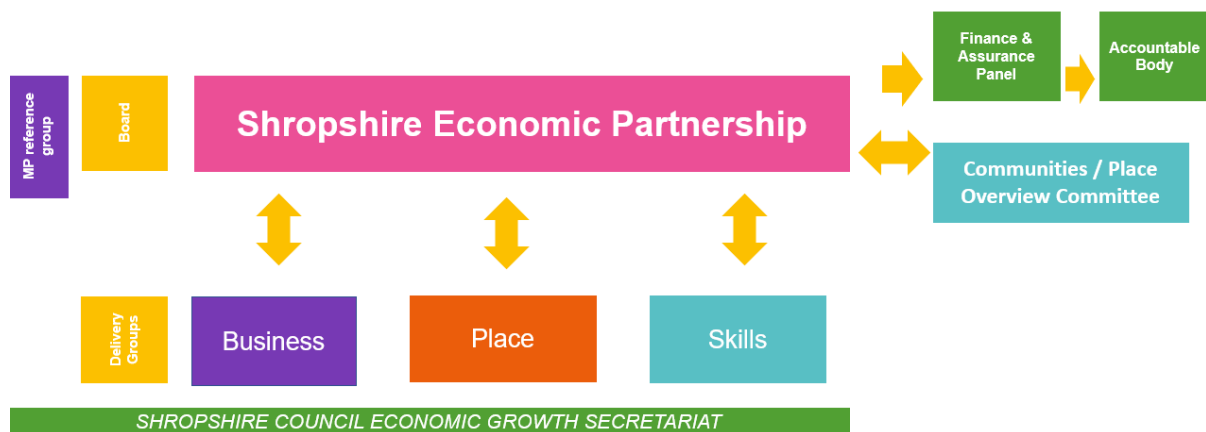 MP reference
group
Board
Shropshire Economic Partnership
Finance &
Assurance
Panel
Accountable
Body
Communities / Place
Overview Committee
Delivery
Groups
Business
Place
Skills
SHROPSHIRE COUNCIL ECONOMIC GROWTH SECRETARIAT